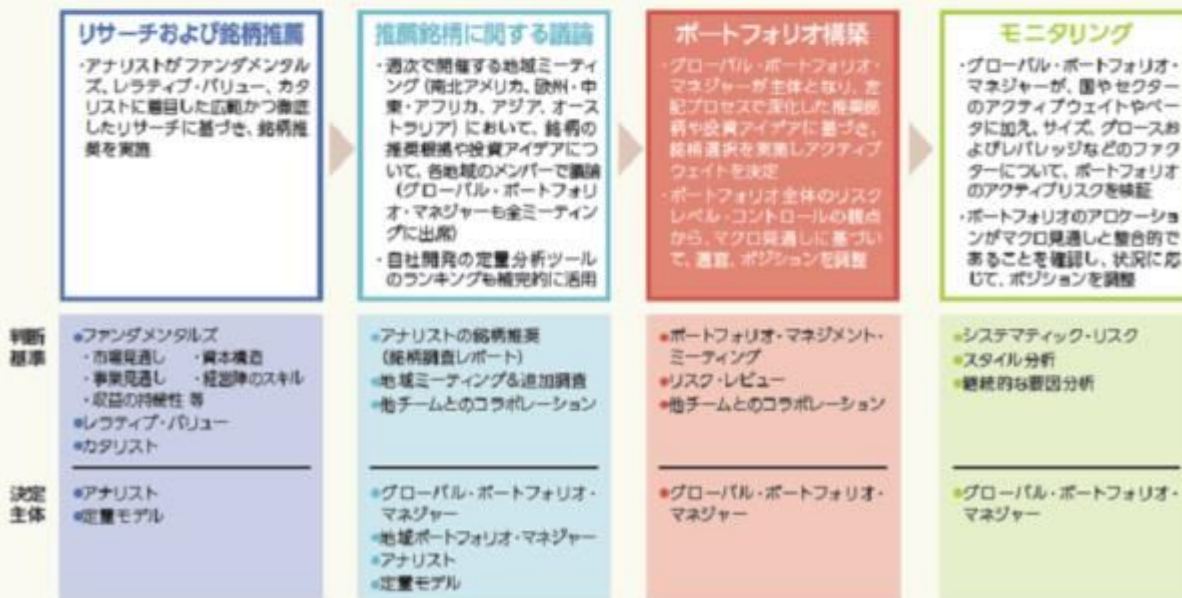 リサーチおよび銘柄推薦
・アナリストがファンダメンタル
ズ、レラティブ・バリュー、カタ
リストに着目した広範かつ徹底
したリサーチに基づき、銘柄推
奨を実施
推薦銘柄に関する議論
・週次で開催する地域ミーティ
ング（南北アメリカ、欧州・中
東・アフリカ、アジア、オース
トラリア）において、銘柄の
推奨根拠や投資アイデアにつ
いて、各地域のメンバーで議論
（グローバル・ポートフォリ
オ・マネジャーも全ミーティン
グに出席）
・自社開発の定量分析ツール
のランキングも補完的に活用
ポートフォリオ構築
・グローバル・ポートフォリオ・
マネジャーが主体となり、左
記プロセスで深化した推奨銘
柄や投資アイデアに基づき、
銘柄選択を実施しアクティブ
ウェイトを決定
・ポートフォリオ全体のリスク
レベル・コントロールの観点
から、マクロ見通しに基づい
て、適宜、ポジションを調整
モニタリング
・グローバル・ポートフォリオ・
マネジャーが、国やセクター
のアクティブウェイトやベー
タに加え、サイズ、グロースお
よびレバレッジなどのファク
ターについて、ポートフォリオ
のアクティブリスクを検証
・ポートフォリオのアロケーショ
ンがマクロ見通しと整合的で
あることを確認し、状況に応
じて、ポジションを調整
判断
基準
●ファンダメンタルズ
・市場見通し ・資本構造
・事業見通し ・経営陣のスキル
・収益の持続性 等
●レラティブ・バリュー
●カタリスト
●アナリストの銘柄推奨
（銘柄調査レポート）
●地域ミーティング&追加調査
●他チームとのコラボレーション
●ポートフォリオ・マネジメント・
ミーティング
●リスク・レビュー
●他チームとのコラボレーション
●システマティック・リスク
●スタイル分析
●継続的な要因分析
決定
主体
●アナリスト
●定量モデル
●グローバル・ポートフォリオ・
マネジャー
●地域ポートフォリオ・マネジャー
●アナリスト
●定量モデル
●グローバル・ポートフォリオ・
マネジャー
●グローバル・ポートフォリオ・
マネジャー